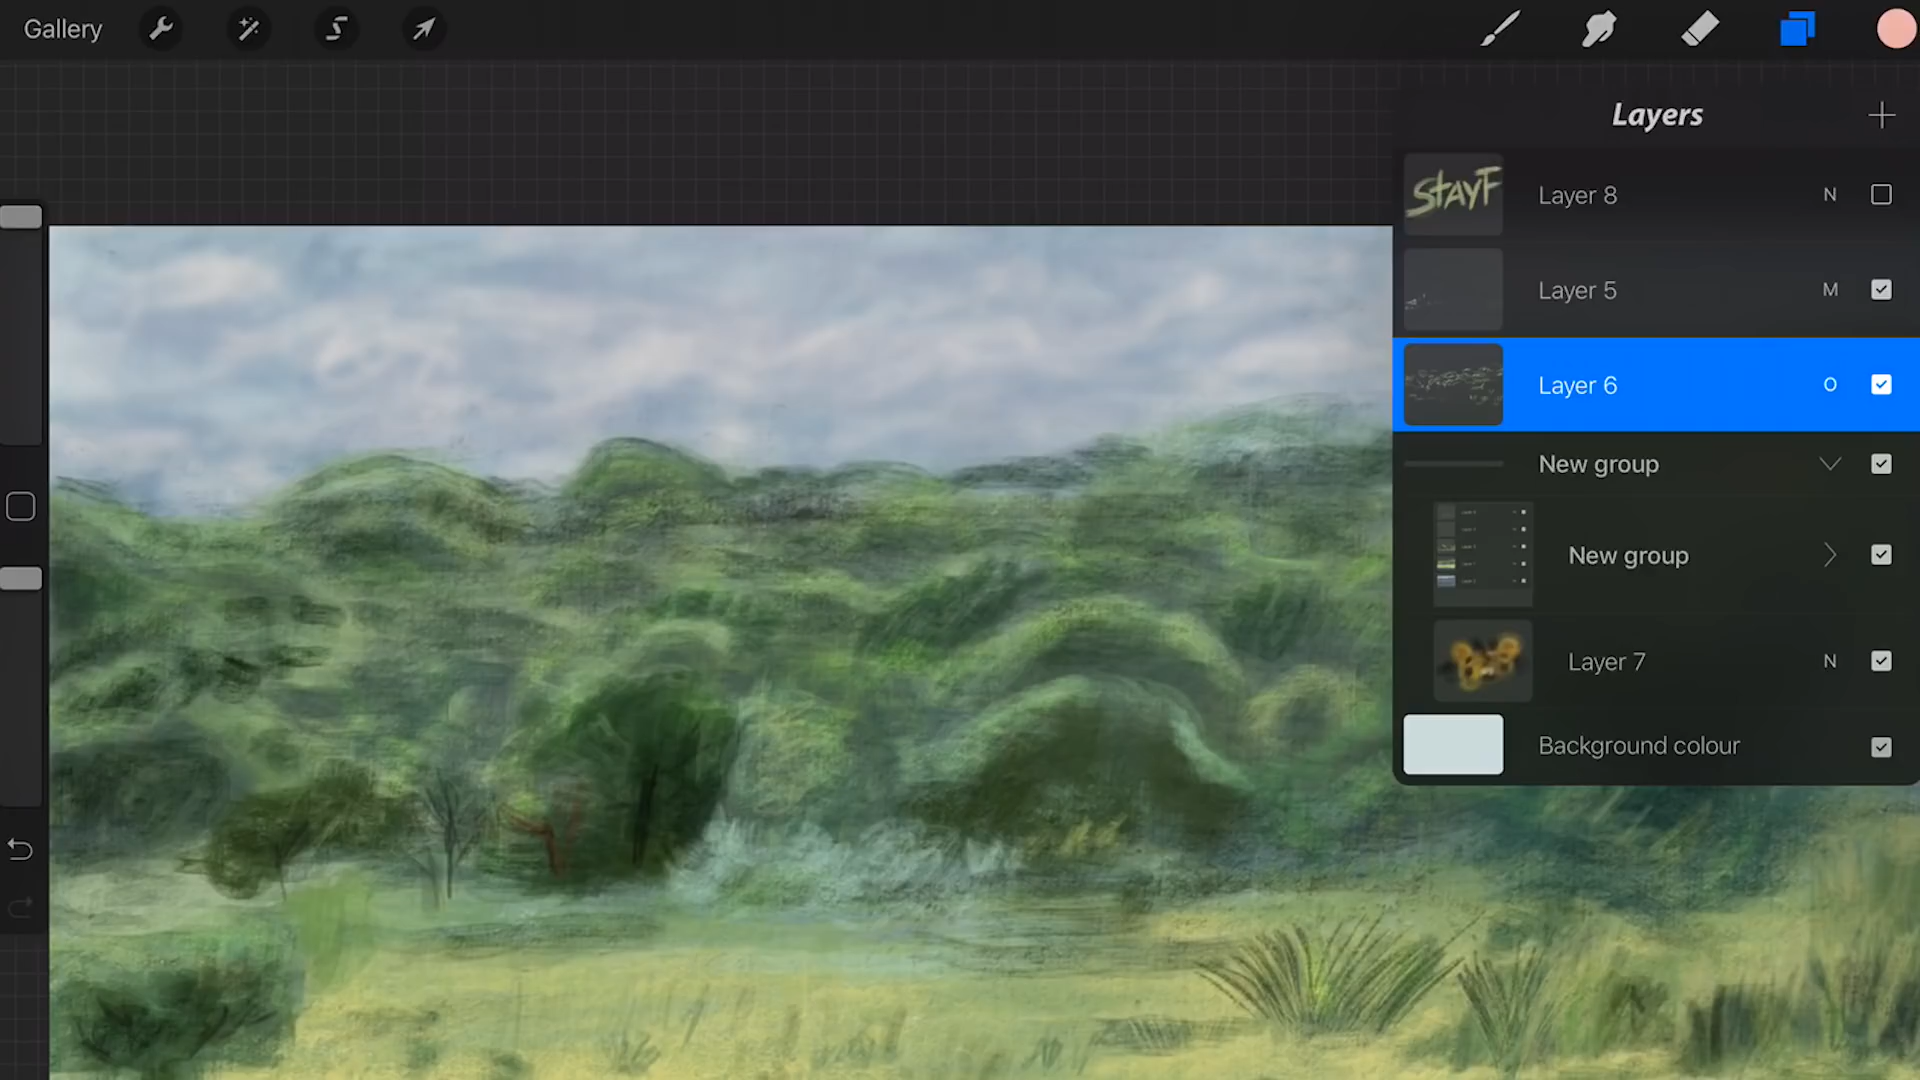 Gallery
Layers
STAYF
Layer 8 N
Layer 5 M
Layer 6 O
New group
New group
Layer 7 N
Background colour